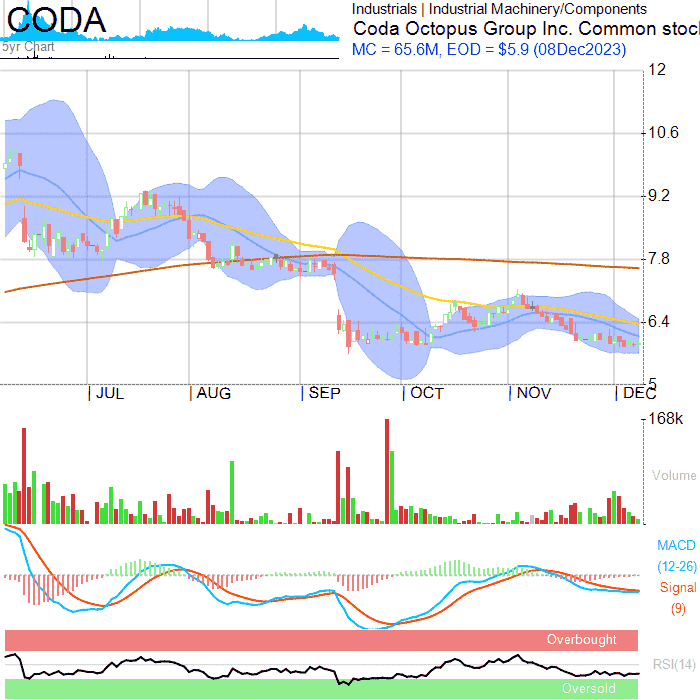 CODA
5yr Chart
Industrials | Industrial Machinery/Components
Coda Octopus Group Inc. Common stoc
MC = 65.6M, EOD = $5.9 (08Dec2023)
12
10.6
9.2
7.8
6.4
5
JUL
AUG
SEP
OCT
NOV
DEC
168k
Volume
MACD
(12-26)
Signal
(9)
Overbought
RSI(14)
Oversold